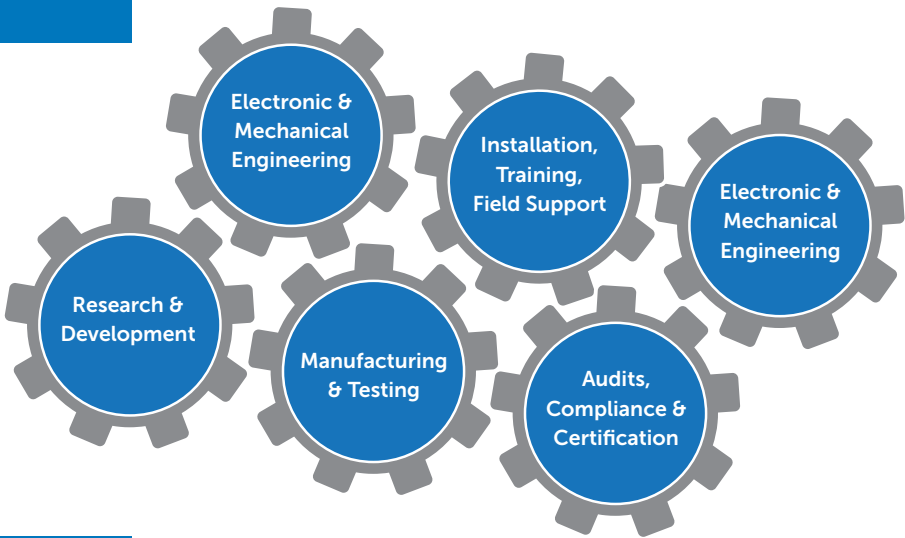 Electronic &
Mechanical
Engineering
Installation,
Training,
Field Support
Electronic &
Mechanical
Engineering
Research &
Development
Manufacturing
& Testing
Audits,
Compliance &
Certification